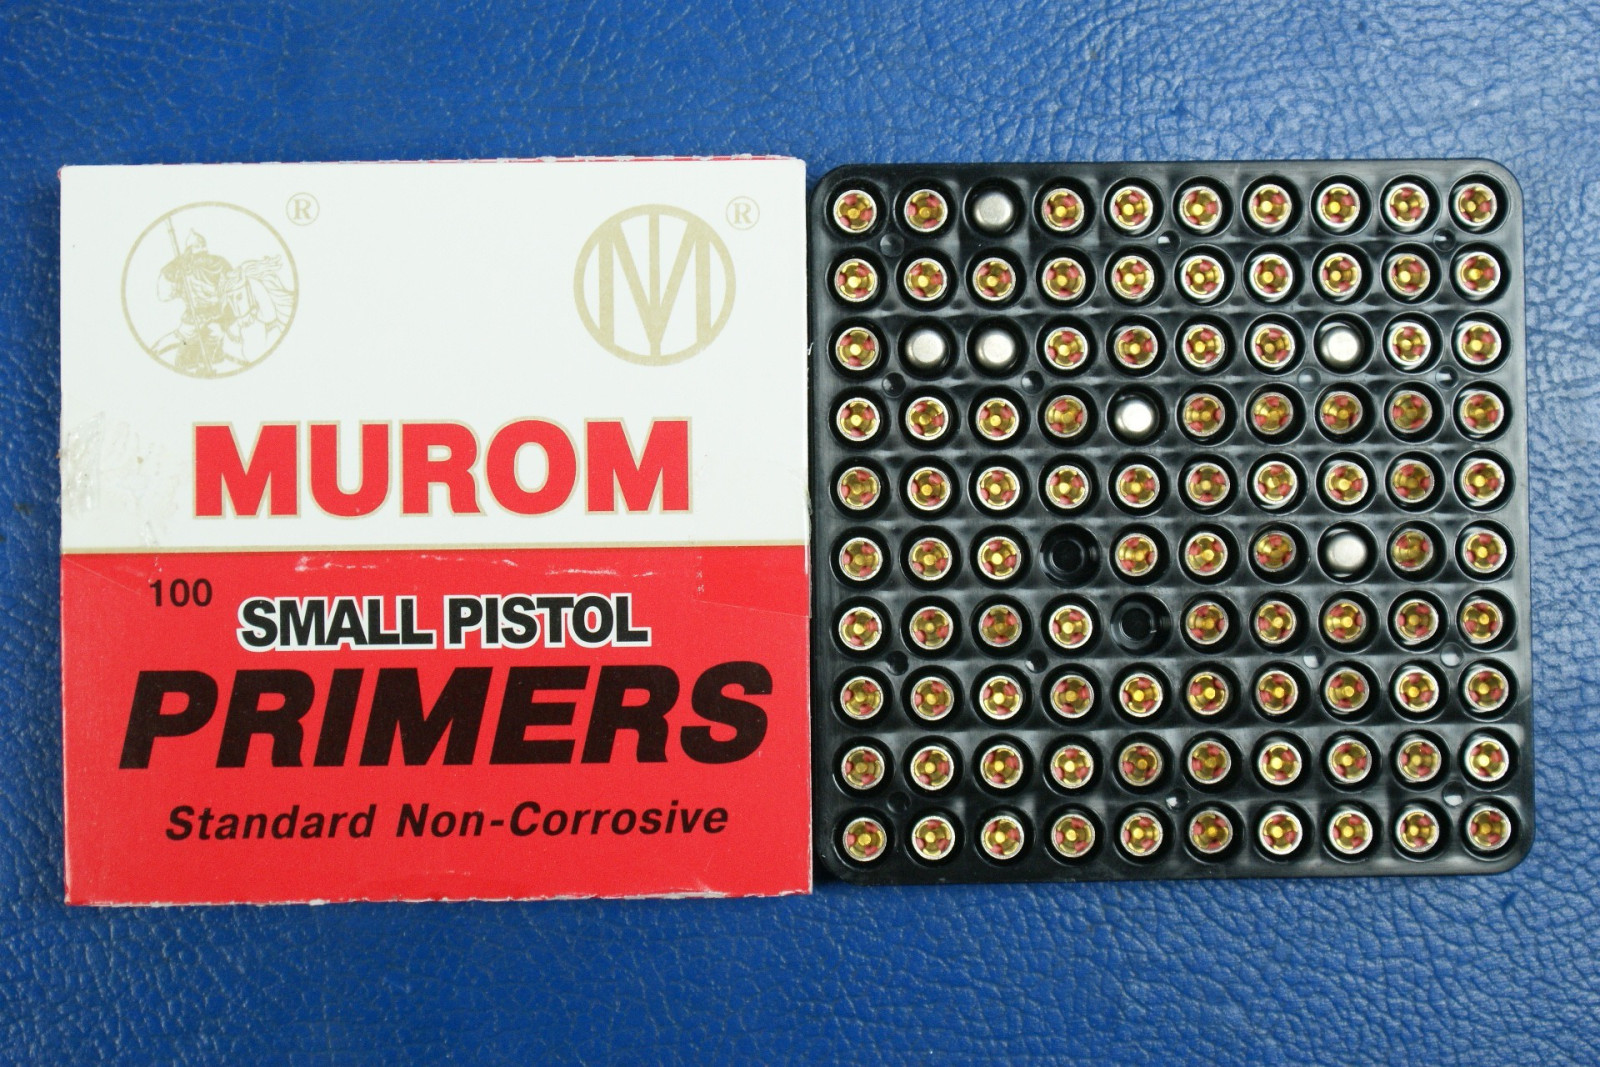 ®
®
MUROM
100
SMALL PISTOL
PRIMERS
Standard Non-Corrosive